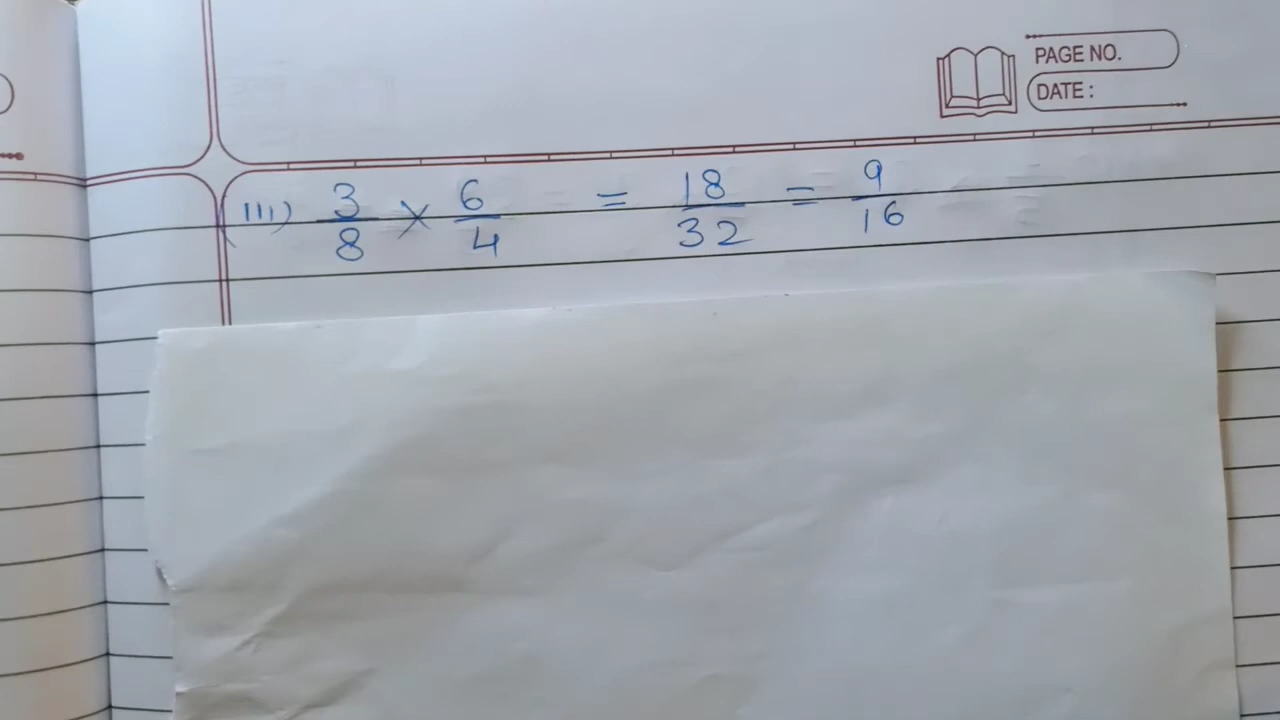 PAGE NO.
DATE :
(iii) 3/8 × 6/4 = 18/32 = 9/16